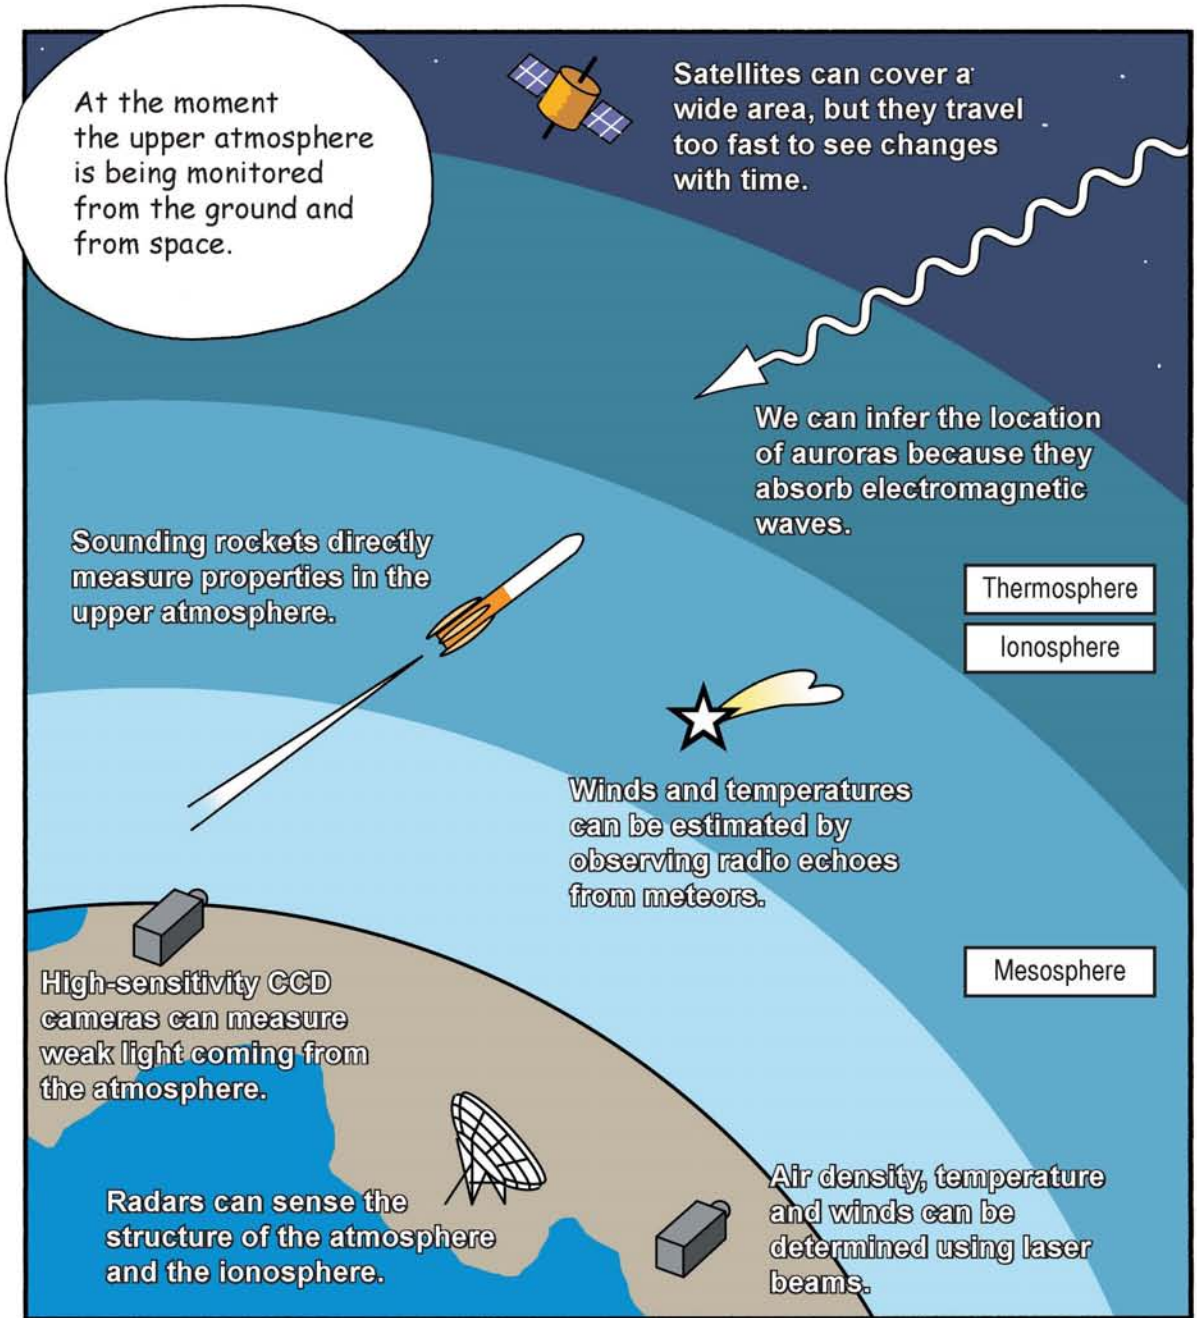 At the moment
the upper atmosphere
is being monitored
from the ground and
from space.
Satellites can cover a
wide area, but they travel
too fast to see changes
with time.
We can infer the location
of auroras because they
absorb electromagnetic
waves.
Sounding rockets directly
measure properties in the
upper atmosphere.
Thermosphere
Ionosphere
Winds and temperatures
can be estimated by
observing radio echoes
from meteors.
Mesosphere
High-sensitivity CCD
cameras can measure
weak light coming from
the atmosphere.
Radars can sense the
structure of the atmosphere
and the ionosphere.
Air density, temperature
and winds can be
determined using laser
beams.